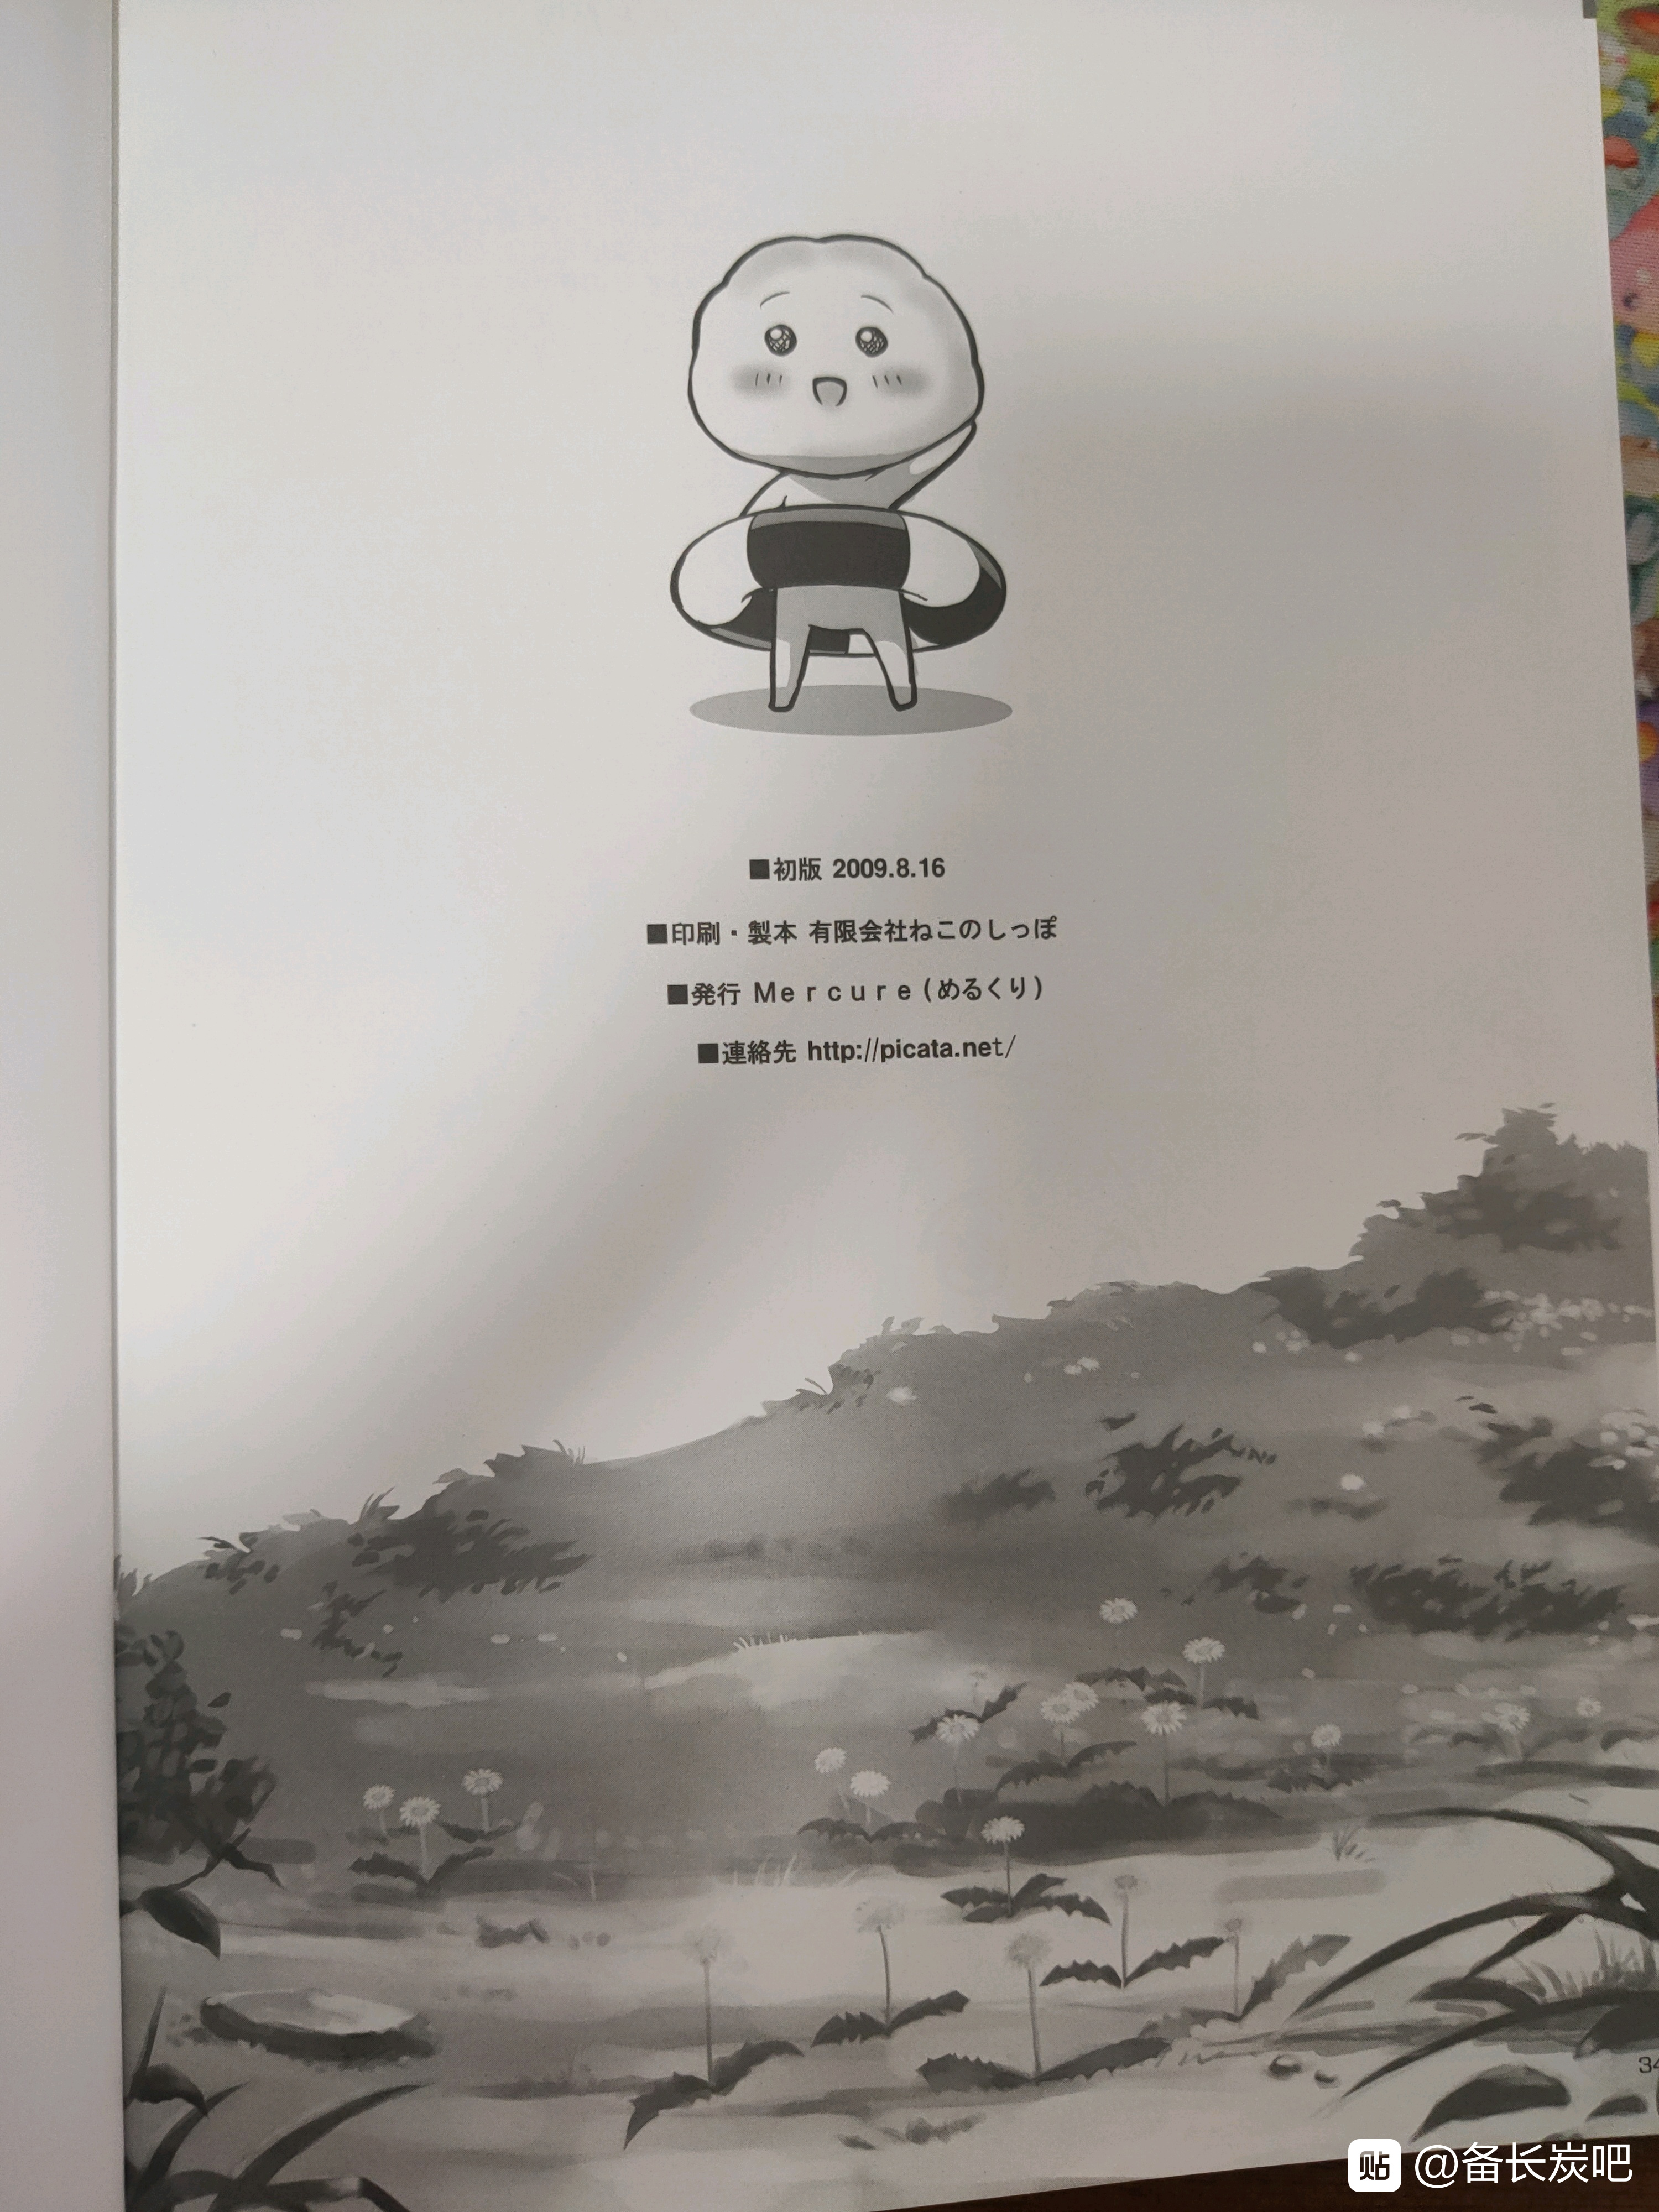 ■初版 2009.8.16
■印刷・製本 有限会社ねこのしっぽ
■発行 Mercure(めるくり)
■連絡先 http://picata.net/
34
貼 @备长炭吧